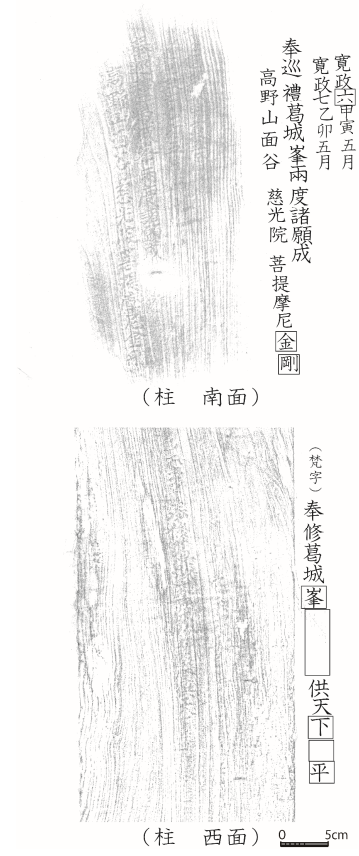 寛政六甲寅五月
寛政七乙卯五月
奉巡禮葛城峯兩度諸願成
高野山面谷 慈光院 菩提摩尼金剛
(柱 南面)
(梵字)奉修葛城峯 供天下 平
(柱 西面)
0 5cm